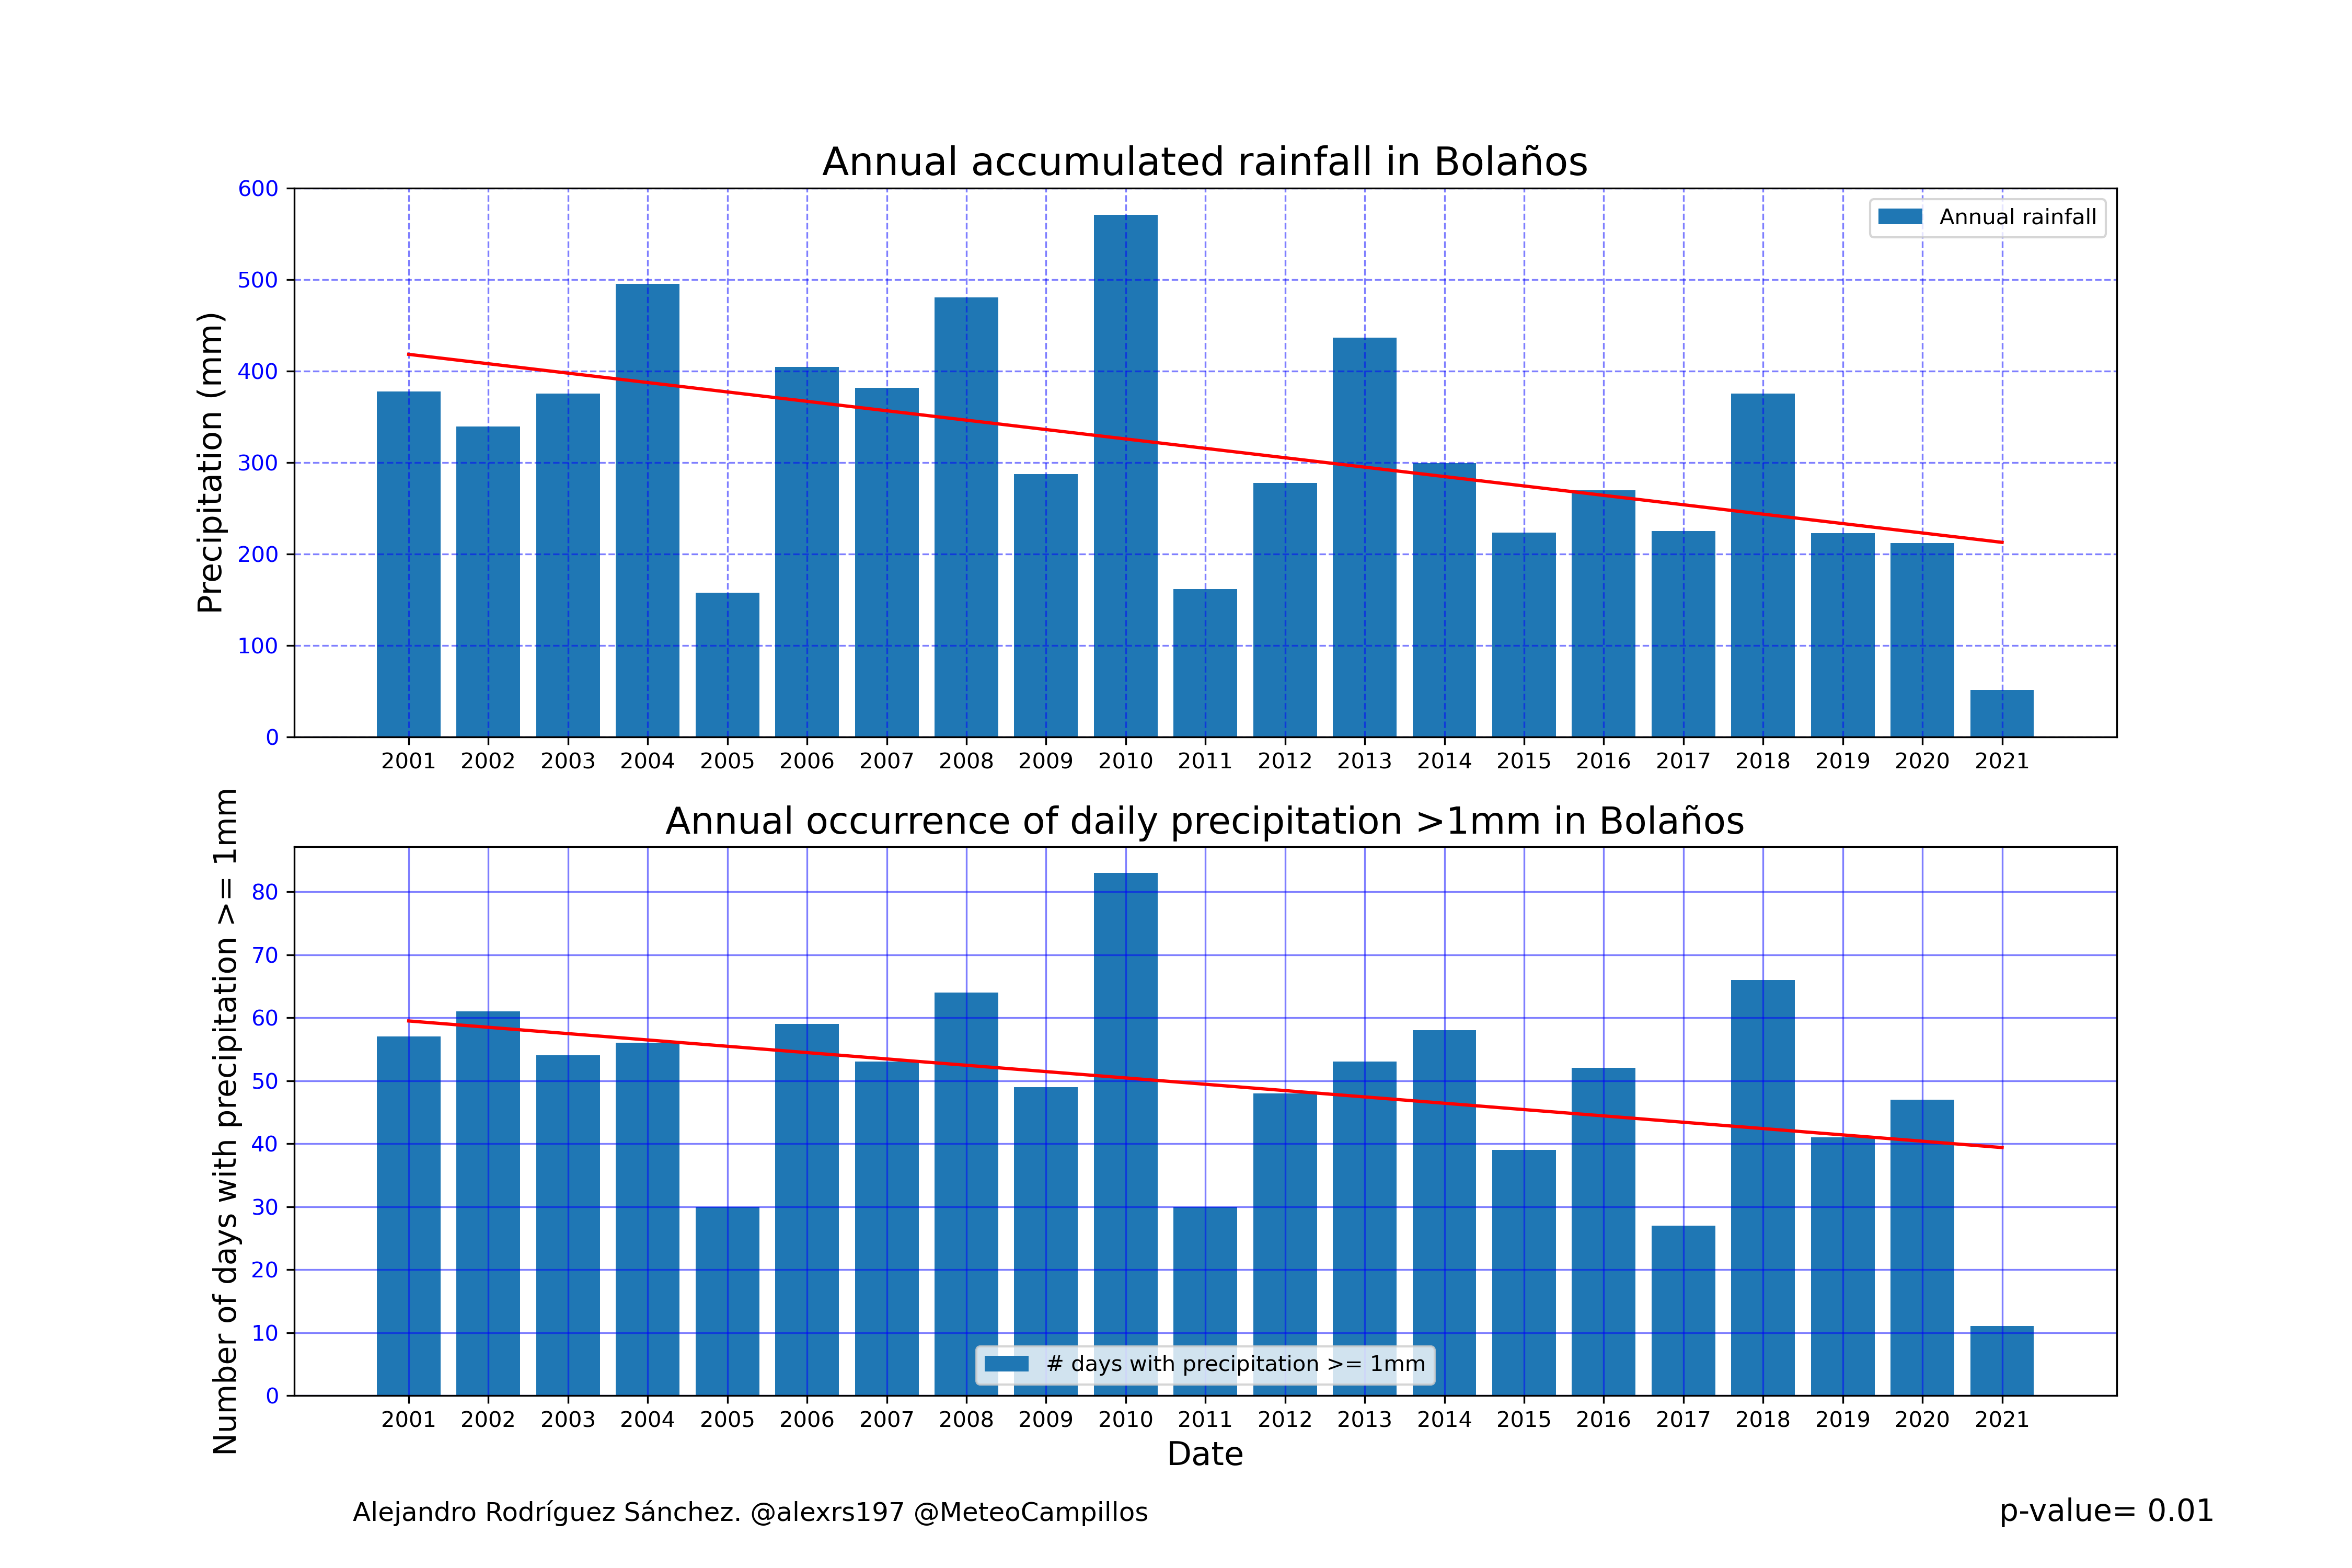 Annual accumulated rainfall in Bolaños
Precipitation (mm)
600
500
400
300
200
100
0
Annual rainfall
2001 2002 2003 2004 2005 2006 2007 2008 2009 2010 2011 2012 2013 2014 2015 2016 2017 2018 2019 2020 2021
Annual occurrence of daily precipitation >1mm in Bolaños
Number of days with precipitation >= 1mm
80
70
60
50
40
30
20
10
0
# days with precipitation >= 1mm
2001 2002 2003 2004 2005 2006 2007 2008 2009 2010 2011 2012 2013 2014 2015 2016 2017 2018 2019 2020 2021
Date
Alejandro Rodríguez Sánchez. @alexrs197 @MeteoCampillos
p-value= 0.01